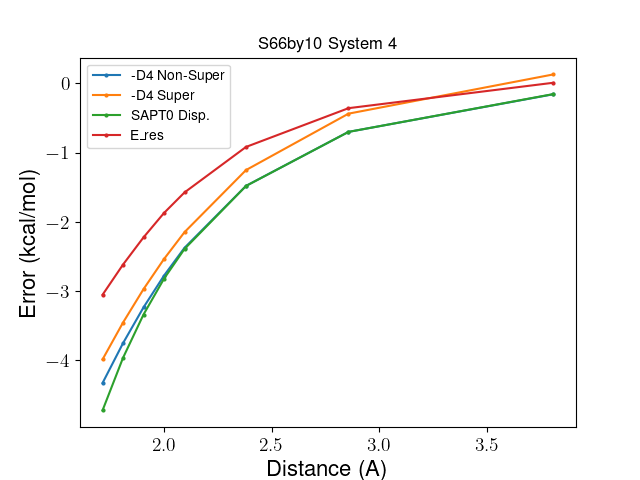 S66by10 System 4
-D4 Non-Super
-D4 Super
SAPT0 Disp.
E_res
0
−1
−2
−3
−4
Error (kcal/mol)
2.0 2.5 3.0 3.5
Distance (A)